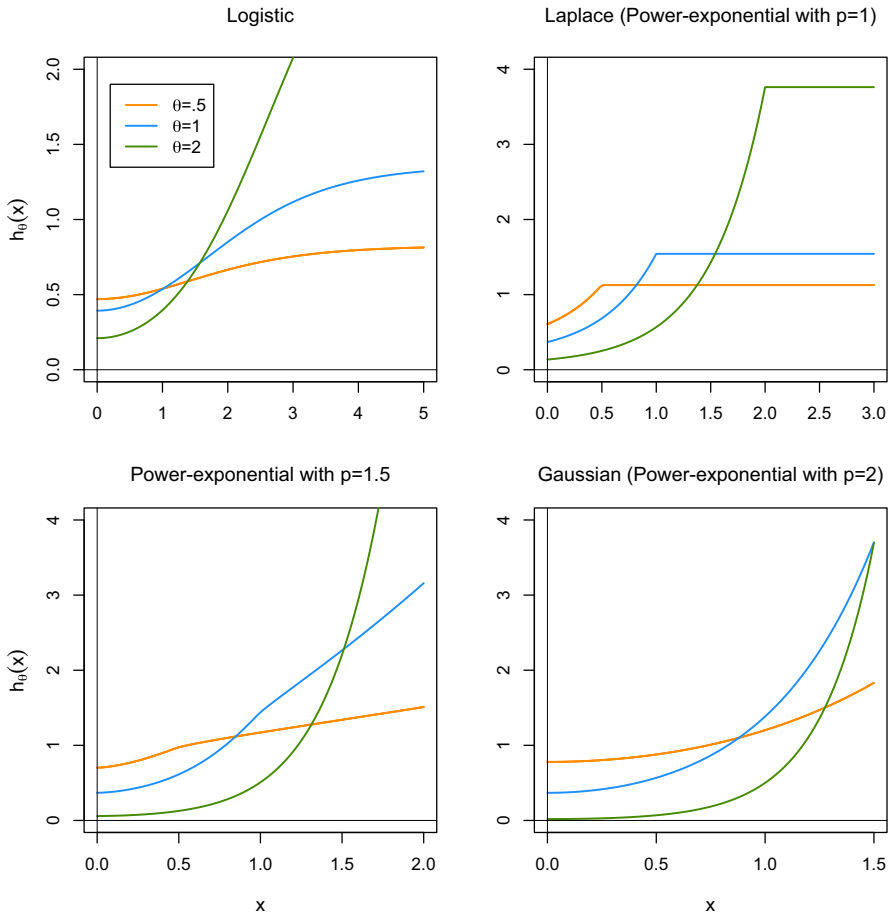 Logistic
2.0
1.5
1.0
0.5
0.0
hθ(x)
θ=.5
θ=1
θ=2
0 1 2 3 4 5
Laplace (Power-exponential with p=1)
4
3
2
1
0
0.0 0.5 1.0 1.5 2.0 2.5 3.0
Power-exponential with p=1.5
4
3
2
1
0
hθ(x)
0.0 0.5 1.0 1.5 2.0
x
Gaussian (Power-exponential with p=2)
4
3
2
1
0
0.0 0.5 1.0 1.5
x